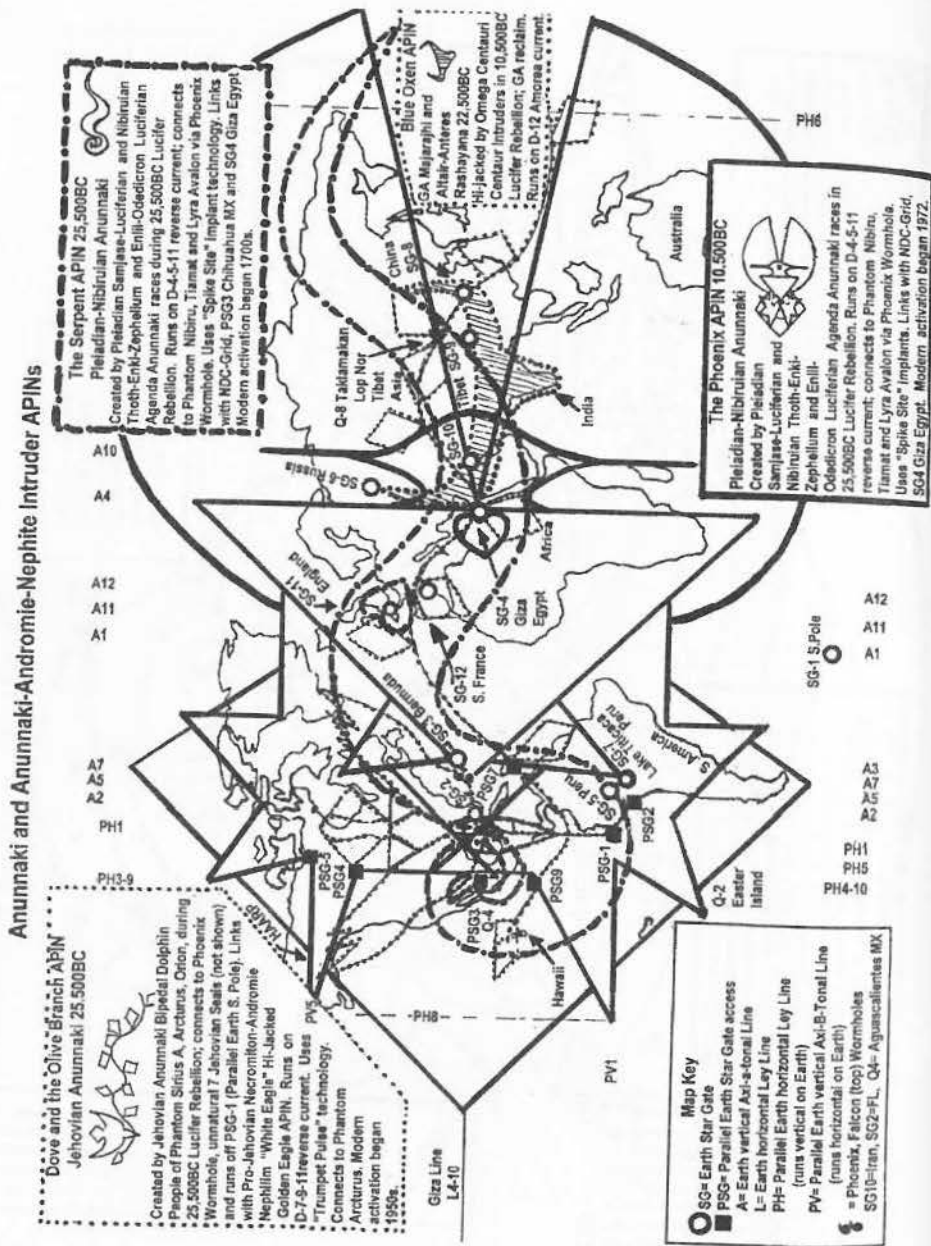 Anunnaki and Anunnaki-Andromie-Nephite Intruder APINs
Dove and the Olive Branch APIN
Jehovian Anunnaki 25,500BC
Created by Jehovian Anunnaki Bipedal Dolphin
People of Phantom Sirius A, Arcturus, Orion, during
25,500BC Lucifer Rebellion; connects to Phoenix
Wormhole, unnatural 7 Jehovian Seals (not shown)
and runs off PSG-1 (Parallel Earth S. Pole). Links
with Pro-Jehovian Necromiton-Andromie
Nephilim "White Eagle" Hi-Jacked
Golden Eagle APIN. Runs on
D-7-9-11reverse current. Uses
"Trumpet Pulse" technology.
Connects to Phantom
Arcturus. Modern
activation began
1950s.
The Serpent APIN 25,500BC
Pleiadian-Nibiruian Anunnaki
Created by Pleiadian Samjase-Luciferian and Nibiruian
Thoth-Enki-Zephelium and Enlil-Odedicron Luciferian
Agenda Anunnaki races during 25,500BC Lucifer
Rebellion. Runs on D-4-5-11 reverse current; connects
to Phantom Nibiru, Tiamat and Lyra Avalon via Phoenix
Wormhole. Uses "Spike Site" implant technology. Links
with NDC-Grid, PSG3 Chihuahua MX and SG4 Giza Egypt
Modern activation began 1700s.
Blue Oxen APIN
GA Majarajhi and
Altair-Anteres
Rashayana 22,500BC
Hi-jacked by Omega Centauri
Centaur Intruders in 10,500BC
Lucifer Rebellion; GA reclaim.
Runs on D-12 Amorea current.
The Phoenix APIN 10,500BC
Pleiadian-Nibiruian Anunnaki
Created by Pleiadian
Samjase-Luciferian and
Nibiruian Thoth-Enki-
Zephelium and Enlil-
Odedicron Luciferian Agenda Anunnaki races in
25,500BC Lucifer Rebellion. Runs on D-4-5-11
reverse current; connects to Phantom Nibiru,
Tiamat and Lyra Avalon via Phoenix Wormhole.
Uses "Spike Site" Implants. Links with NDC-Grid,
SG4 Giza Egypt. Modern activation began 1972.
Map Key
SG= Earth Star Gate
PSG= Parallel Earth Star Gate access
A= Earth vertical Axi-a-tonal Line
L= Earth horizontal Ley Line
PH= Parallel Earth horizontal Ley Line
(runs vertical on Earth)
PV= Parallel Earth vertical Axi-B-Tonal Line
(runs horizontal on Earth)
= Phoenix, Falcon (top) Wormholes
SG10=Iran, SG2=FL, Q4= Aguascalientes MX
PH3-9
PH1
A2
A5
A7
A1
A11
A12
A4
A10
HAARP
PV5
PSG-5
PSG4
SG-3 Bermuda
SG-2
SG-11
England
SG-6 Russia
Q-8 Taklamakan
Lop Nor
Tibet
Asia
China
SG-8
SG-9
Tibet
SG-10
India
Giza Line
L4-10
PH8
PH6
PSG3
Q-4
PSG9
PSG7
Hawaii
SG-12
S. France
SG-4
Giza
Egypt
Africa
Australia
PSG-1
PSG2
SG-5 Peru
SG-7
Lake Titcaca
Peru
S. America
PV1
Q-2
Easter
Island
SG-1 S.Pole
PH4-10
PH5
PH1
A2
A5
A7
A3
A1
A11
A12